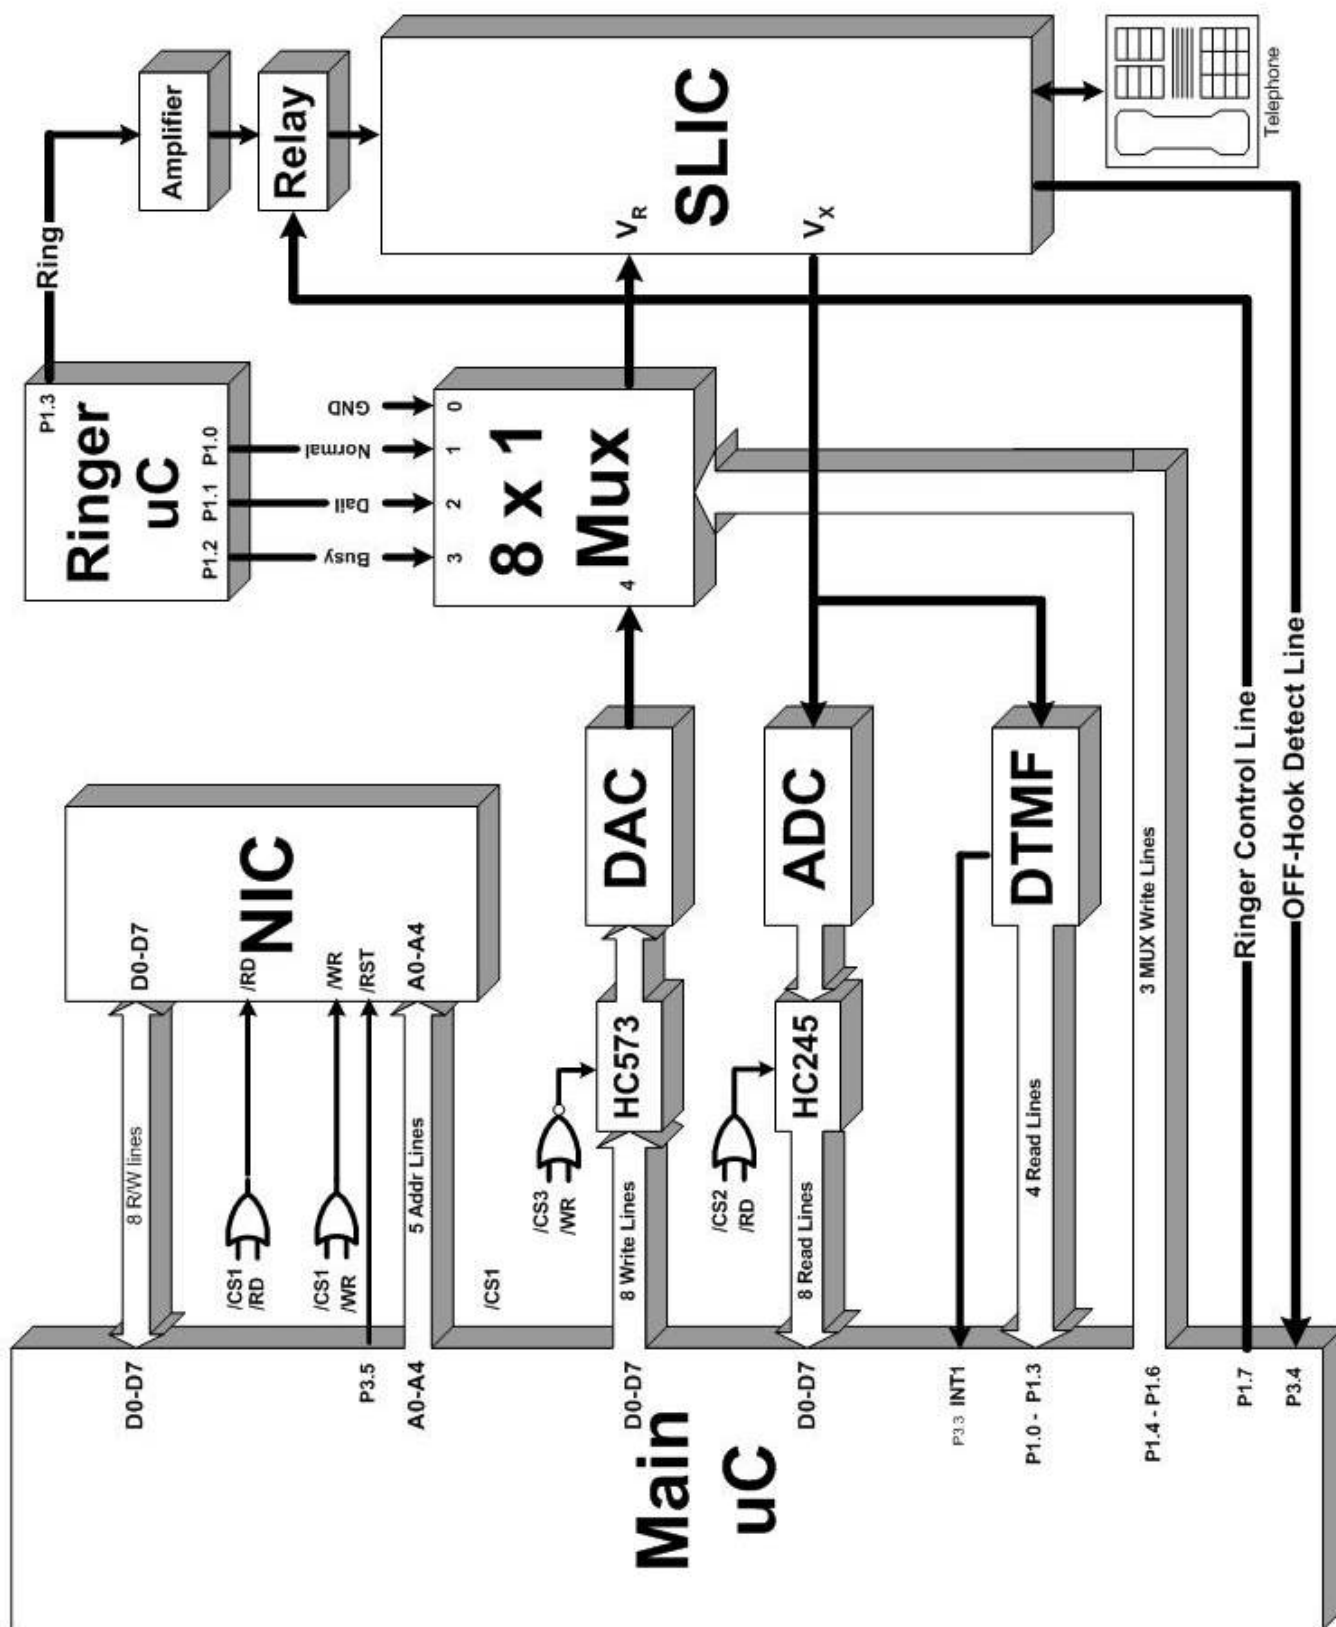 Main
uC
D0-D7
P3.5
A0-A4
D0-D7
D0-D7
P3.3 INT1
P1.0 - P1.3
P1.4 - P1.6
P1.7
P3.4
8 R/W lines
/CS1
/RD
/CS1
/WR
5 Addr Lines
/CS1
/CS3
/WR
8 Write Lines
/CS2
/RD
8 Read Lines
4 Read Lines
3 MUX Write Lines
Ringer Control Line
OFF-Hook Detect Line
NIC
D0-D7
/RD
/WR
/RST
A0-A4
HC573
HC245
DAC
ADC
DTMF
Ringer
uC
P1.3
P1.2
P1.1
P1.0
Busy
Dail
Normal
GND
8 x 1
Mux
3
2
1
0
4
Ring
Amplifier
Relay
SLIC
VR
VX
Telephone